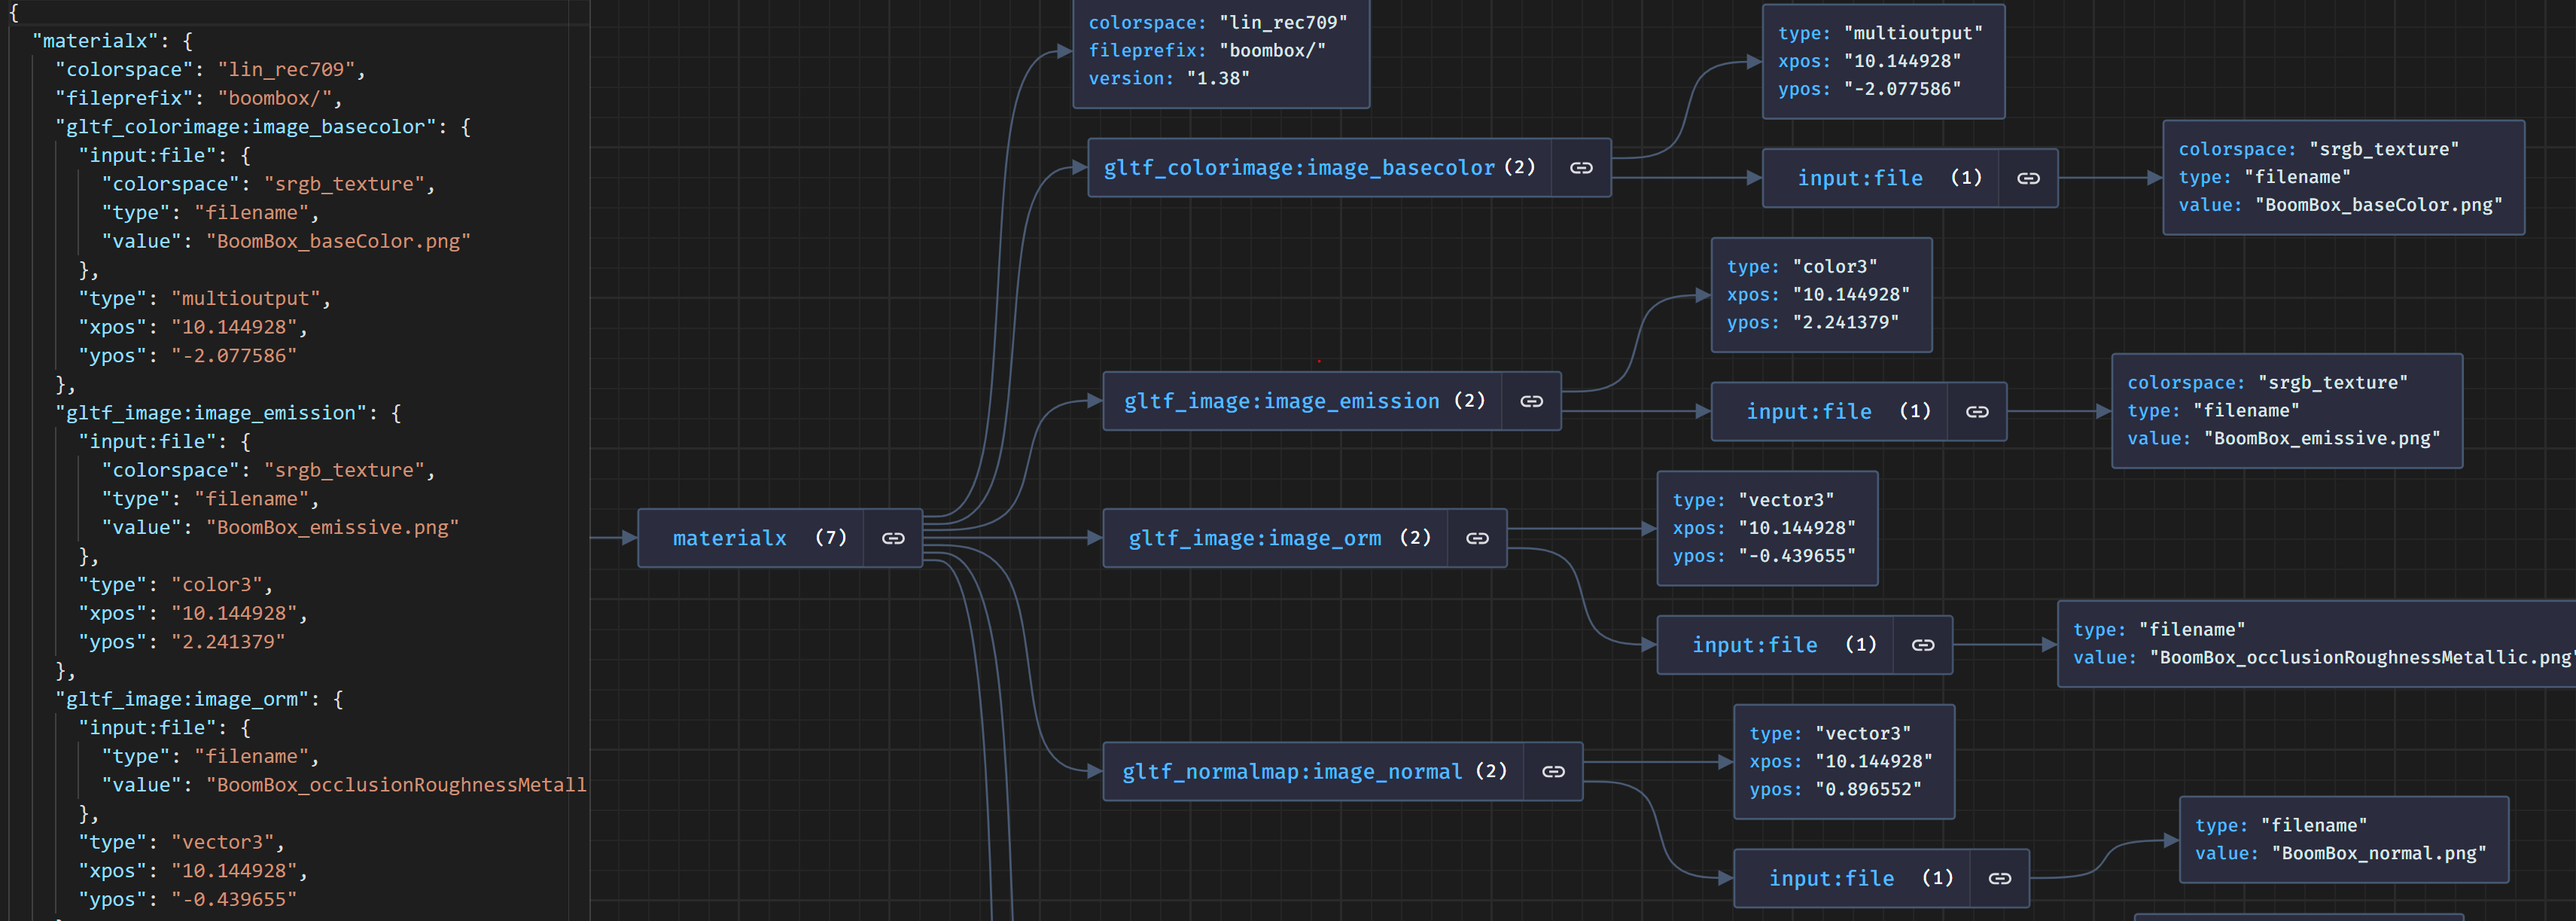 {
"materialx": {
"colorspace": "lin_rec709",
"fileprefix": "boombox/",
"gltf_colorimage:image_basecolor": {
"input:file": {
"colorspace": "srgb_texture",
"type": "filename",
"value": "BoomBox_baseColor.png"
},
"type": "multioutput",
"xpos": "10.144928",
"ypos": "-2.077586"
},
"gltf_image:image_emission": {
"input:file": {
"colorspace": "srgb_texture",
"type": "filename",
"value": "BoomBox_emissive.png"
},
"type": "color3",
"xpos": "10.144928",
"ypos": "2.241379"
},
"gltf_image:image_orm": {
"input:file": {
"type": "filename",
"value": "BoomBox_occlusionRoughnessMetall
},
"type": "vector3",
"xpos": "10.144928",
"ypos": "-0.439655"
materialx (7)
colorspace: "lin_rec709"
fileprefix: "boombox/"
version: "1.38"
gltf_colorimage:image_basecolor (2)
type: "multioutput"
xpos: "10.144928"
ypos: "-2.077586"
input:file (1)
colorspace: "srgb_texture"
type: "filename"
value: "BoomBox_baseColor.png"
gltf_image:image_emission (2)
type: "color3"
xpos: "10.144928"
ypos: "2.241379"
input:file (1)
colorspace: "srgb_texture"
type: "filename"
value: "BoomBox_emissive.png"
gltf_image:image_orm (2)
type: "vector3"
xpos: "10.144928"
ypos: "-0.439655"
input:file (1)
type: "filename"
value: "BoomBox_occlusionRoughnessMetallic.png"
gltf_normalmap:image_normal (2)
type: "vector3"
xpos: "10.144928"
ypos: "0.896552"
input:file (1)
type: "filename"
value: "BoomBox_normal.png"